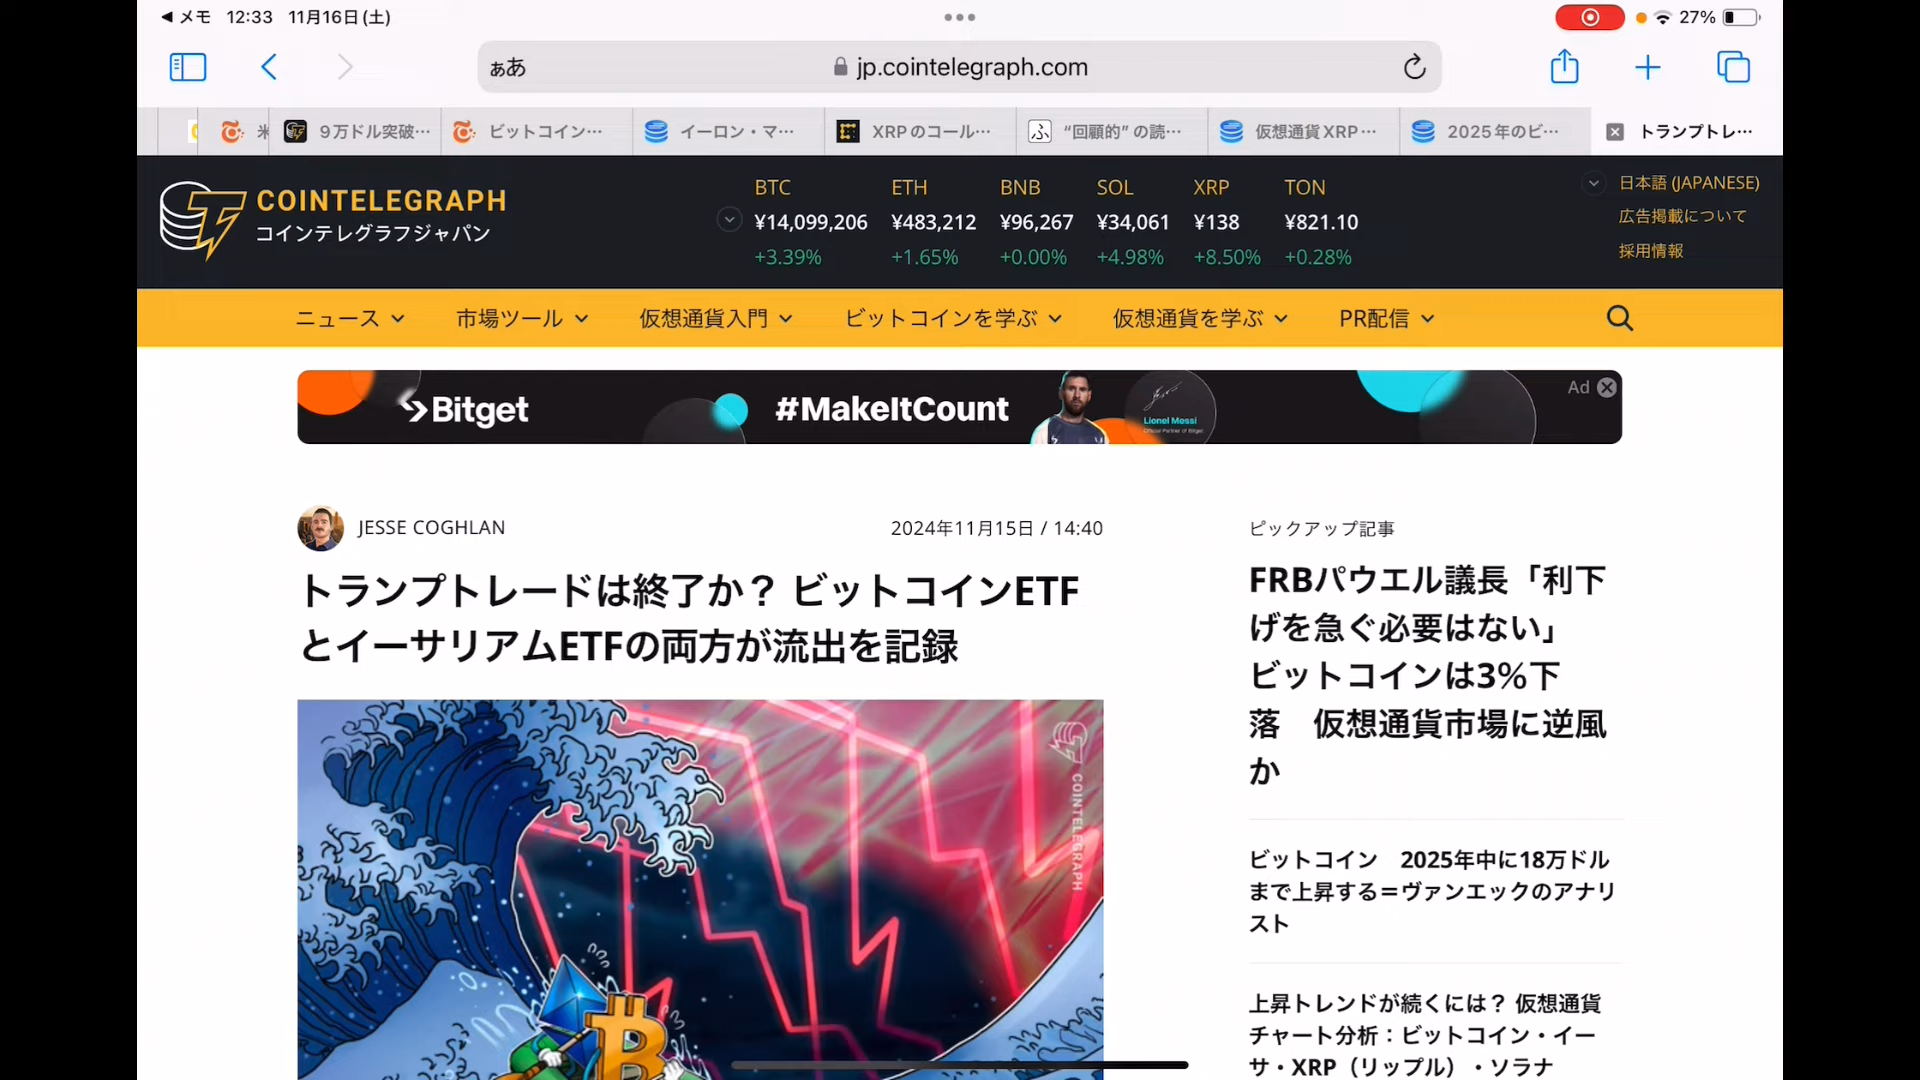 ◀ メモ 12:33 11月16日(土)
27%
ぁあ
jp.cointelegraph.com
米
9万ドル突破…
ビットコイン…
イーロン・マ…
XRPのコール…
ふ
“回顧的” の読…
仮想通貨XRP…
2025年のビ…
トランプトレ…
COINTELEGRAPH
コインテレグラフジャパン
BTC ETH BNB SOL XRP TON
¥14,099,206 ¥483,212 ¥96,267 ¥34,061 ¥138 ¥821.10
+3.39% +1.65% +0.00% +4.98% +8.50% +0.28%
日本語 (JAPANESE)
広告掲載について
採用情報
ニュース 市場ツール 仮想通貨入門 ビットコインを学ぶ 仮想通貨を学ぶ PR配信
Bitget #MakeItCount
Lionel Messi
Official Partner of Bitget
Ad
JESSE COGHLAN
2024年11月15日 / 14:40
トランプトレードは終了か？ ビットコインETF
とイーサリアムETFの両方が流出を記録
COINTELEGRAPH
ピックアップ記事
FRBパウエル議長「利下
げを急ぐ必要はない」
ビットコインは3%下
落　仮想通貨市場に逆風
か
ビットコイン　2025年中に18万ドル
まで上昇する＝ヴァンエックのアナリ
スト
上昇トレンドが続くには？ 仮想通貨
チャート分析：ビットコイン・イー
サ・XRP（リップル）・ソラナ